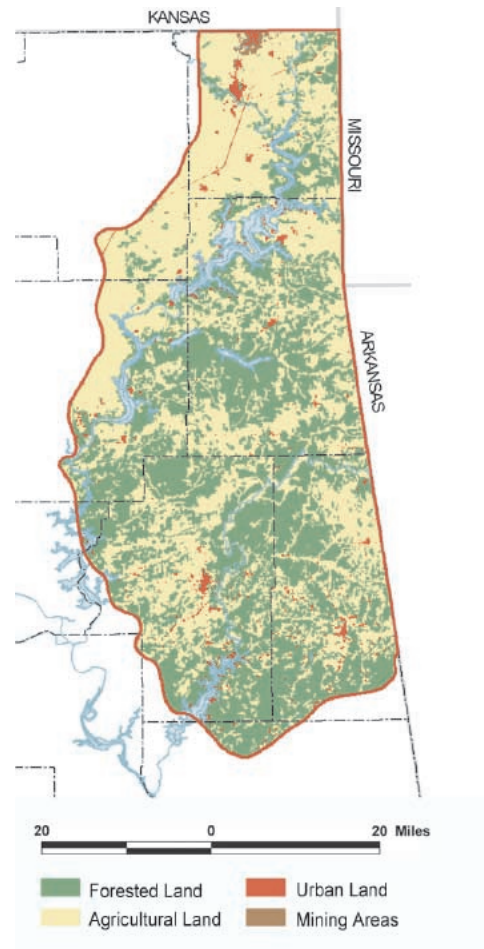 KANSAS
MISSOURI
ARKANSAS
20 0 20 Miles
Forested Land Urban Land
Agricultural Land Mining Areas